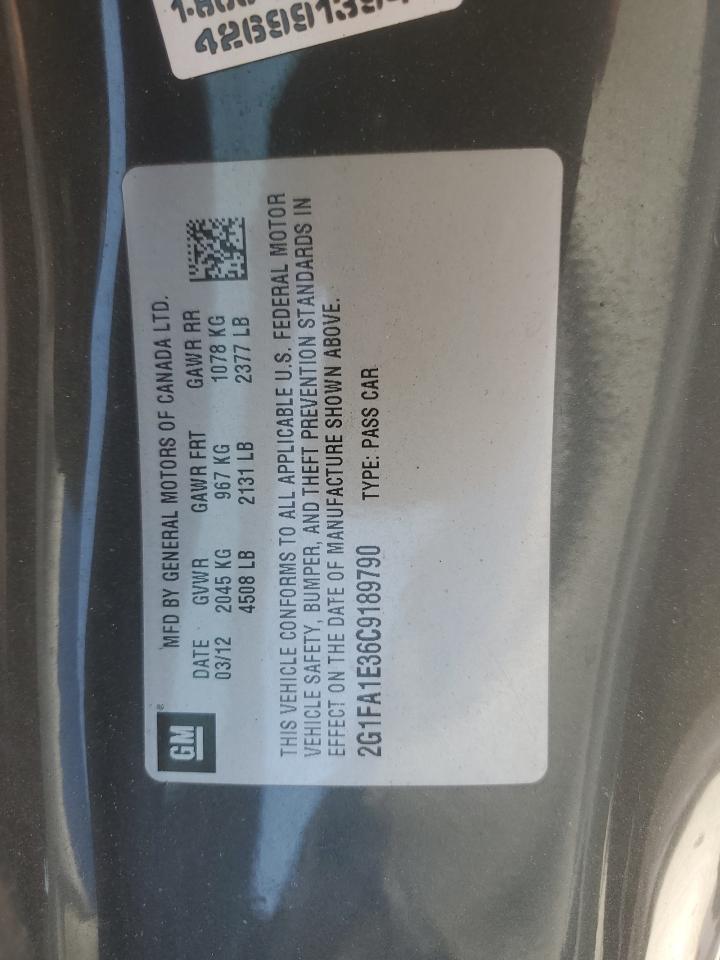 GM ®
MFD BY GENERAL MOTORS OF CANADA LTD.
DATE GVWR GAWR FRT GAWR RR
03/12 2045 KG 967 KG 1078 KG
4508 LB 2131 LB 2377 LB
THIS VEHICLE CONFORMS TO ALL APPLICABLE U.S. FEDERAL MOTOR
VEHICLE SAFETY, BUMPER, AND THEFT PREVENTION STANDARDS IN
EFFECT ON THE DATE OF MANUFACTURE SHOWN ABOVE.
2G1FA1E36C9189790 TYPE: PASS CAR